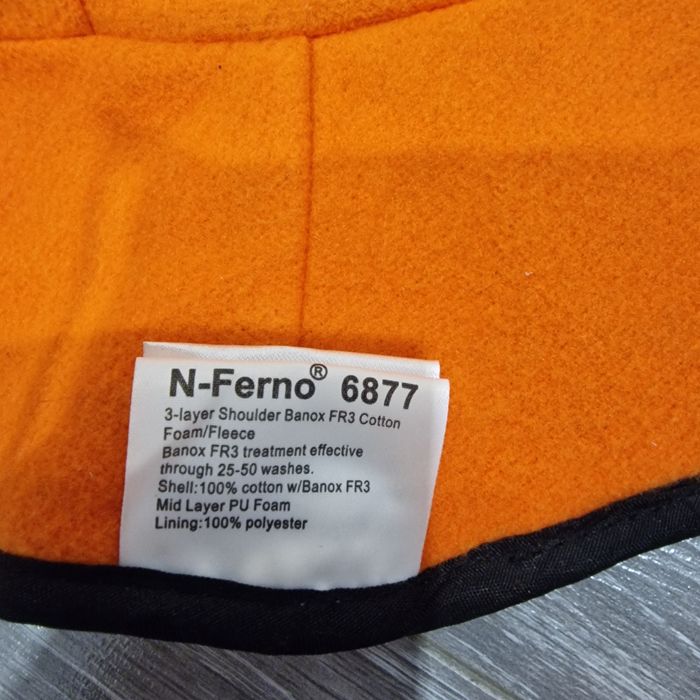 N-Ferno® 6877
3-layer Shoulder Banox FR3 Cotton
Foam/Fleece
Banox FR3 treatment effective
through 25-50 washes.
Shell:100% cotton w/Banox FR3
Mid Layer PU Foam
Lining:100% polyester